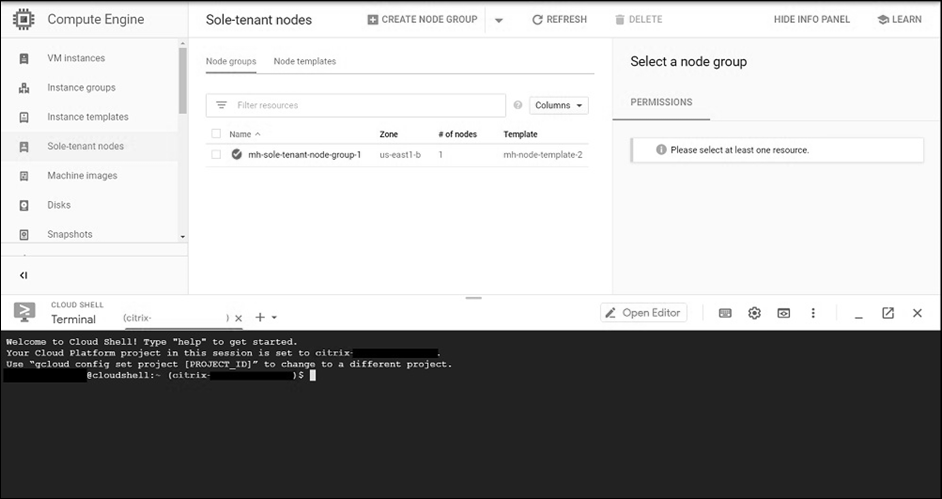 Compute Engine
Sole-tenant nodes
CREATE NODE GROUP
REFRESH
DELETE
HIDE INFO PANEL
LEARN
VM instances
Instance groups
Instance templates
Sole-tenant nodes
Machine images
Disks
Snapshots
Node groups
Node templates
Filter resources
Columns
Name
Zone
# of nodes
Template
mh-sole-tenant-node-group-1
us-east1-b
1
mh-node-template-2
Select a node group
PERMISSIONS
Please select at least one resource.
CLOUD SHELL
Terminal
(citrix- )
Open Editor
Welcome to Cloud Shell! Type "help" to get started.
Your Cloud Platform project in this session is set to citrix- .
Use “gcloud config set project [PROJECT_ID]” to change to a different project.
@cloudshell:~ (citrix- )$